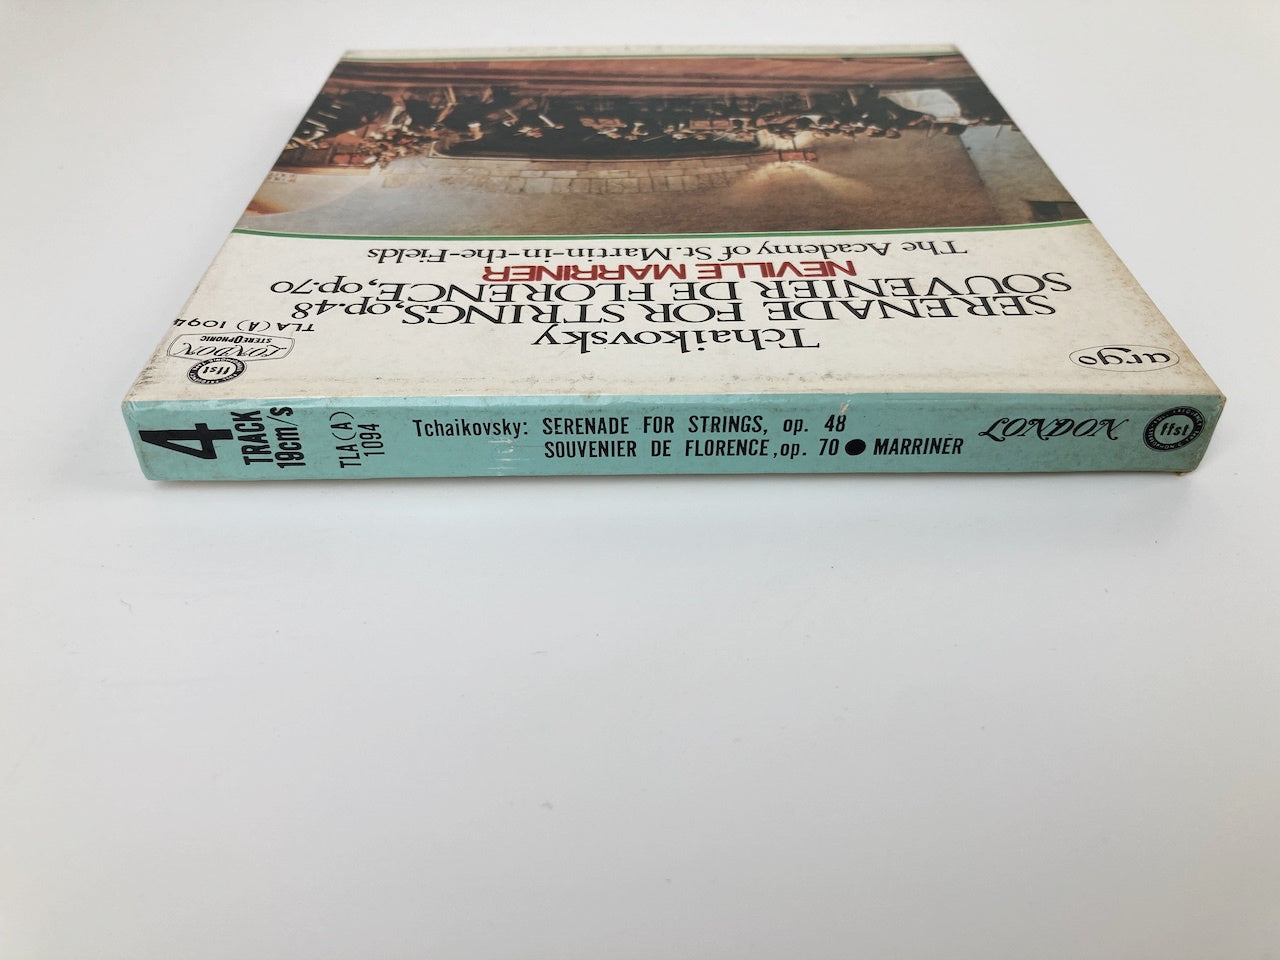 The Academy of St. Martin-in-the-Fields
NEVILLE MARRINER
SOUVENIER DE FLORENCE, op.70
SERENADE FOR STRINGS, op.48
Tchaikovsky
TLA (A) 1094
LONDON
STEREOPHONIC
ffst
argo
4
TRACK
19cm/s
TLA(A)
1094
Tchaikovsky: SERENADE FOR STRINGS, op. 48
SOUVENIER DE FLORENCE, op. 70 ● MARRINER
LONDON
ffst